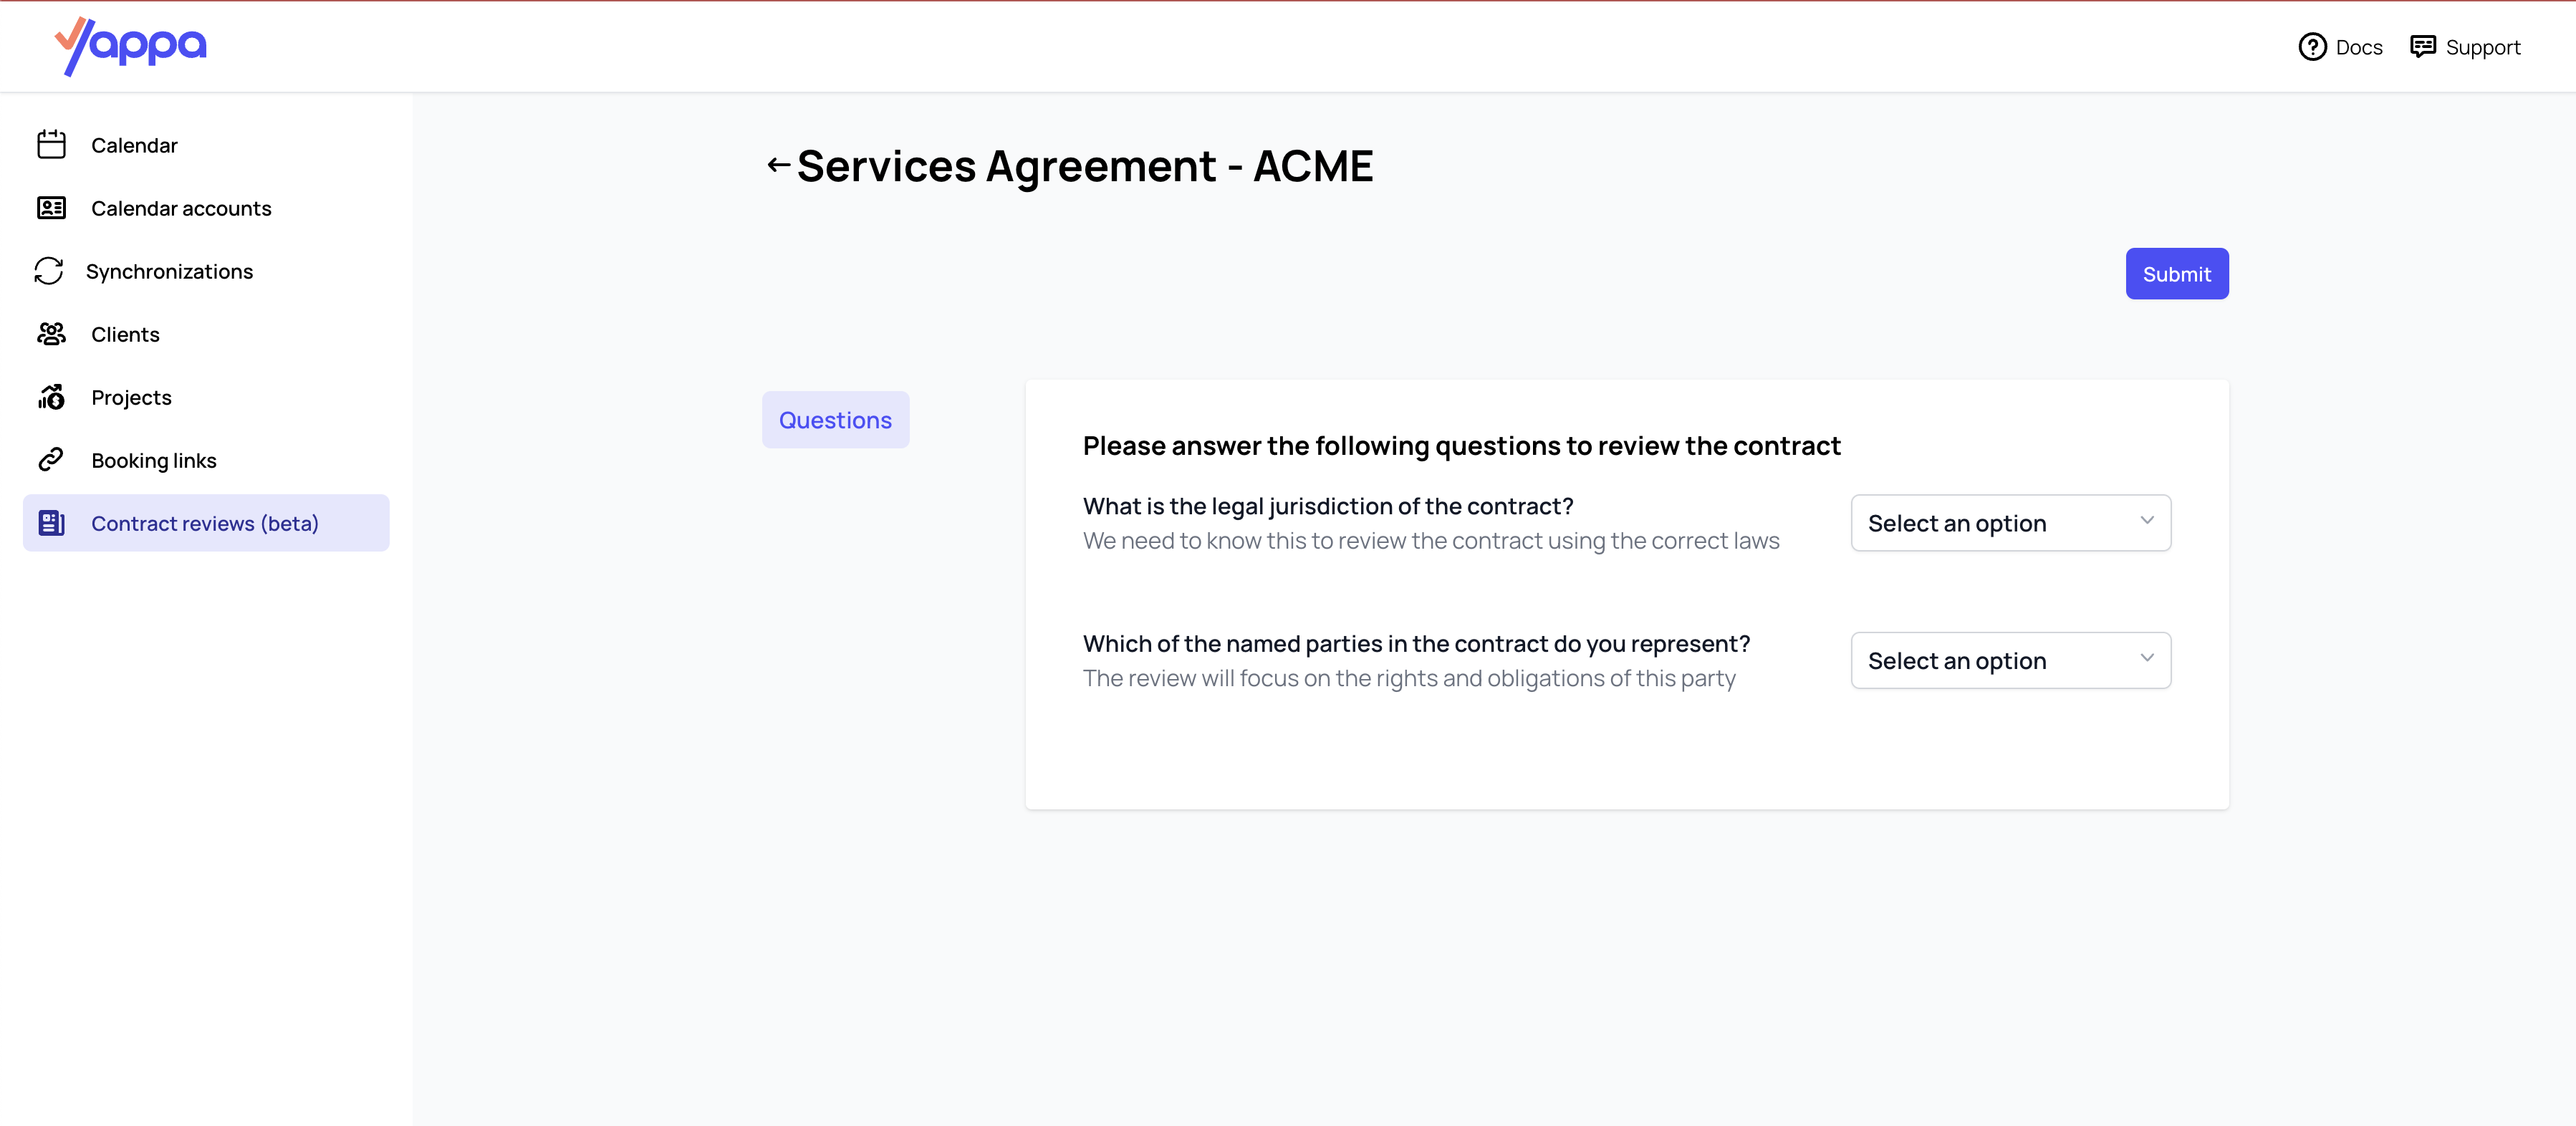 Yappa
Docs
Support
Calendar
Calendar accounts
Synchronizations
Clients
Projects
Booking links
Contract reviews (beta)
←Services Agreement - ACME
Submit
Questions
Please answer the following questions to review the contract
What is the legal jurisdiction of the contract?
We need to know this to review the contract using the correct laws
Select an option
Which of the named parties in the contract do you represent?
The review will focus on the rights and obligations of this party
Select an option